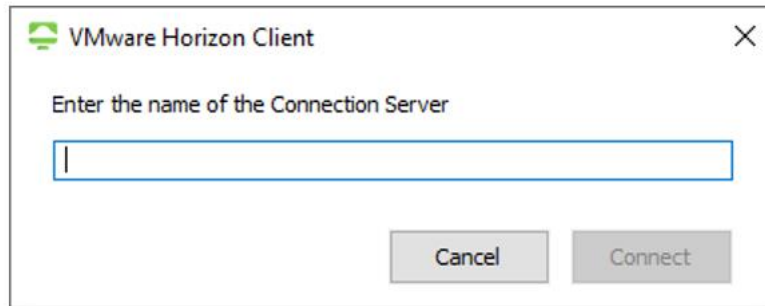 VMware Horizon Client
Enter the name of the Connection Server
Cancel Connect